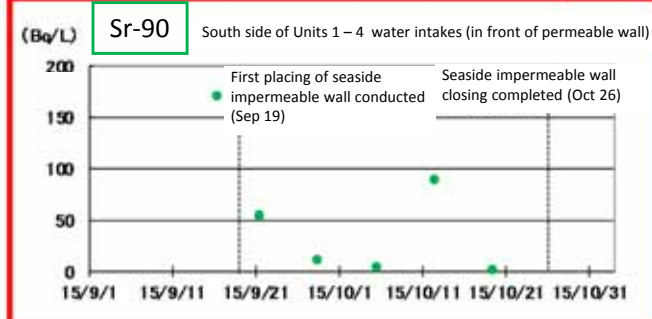 (Bq/L)
Sr-90
South side of Units 1 – 4 water intakes (in front of permeable wall)
200
150
100
50
0
First placing of seaside
impermeable wall conducted
(Sep 19)
Seaside impermeable wall
closing completed (Oct 26)
15/9/1 15/9/11 15/9/21 15/10/1 15/10/11 15/10/21 15/10/31